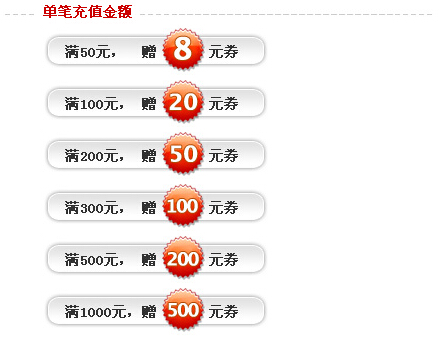 单笔充值金额
满50元， 赠 8 元券
满100元， 赠 20 元券
满200元， 赠 50 元券
满300元， 赠 100 元券
满500元， 赠 200 元券
满1000元，赠 500 元券